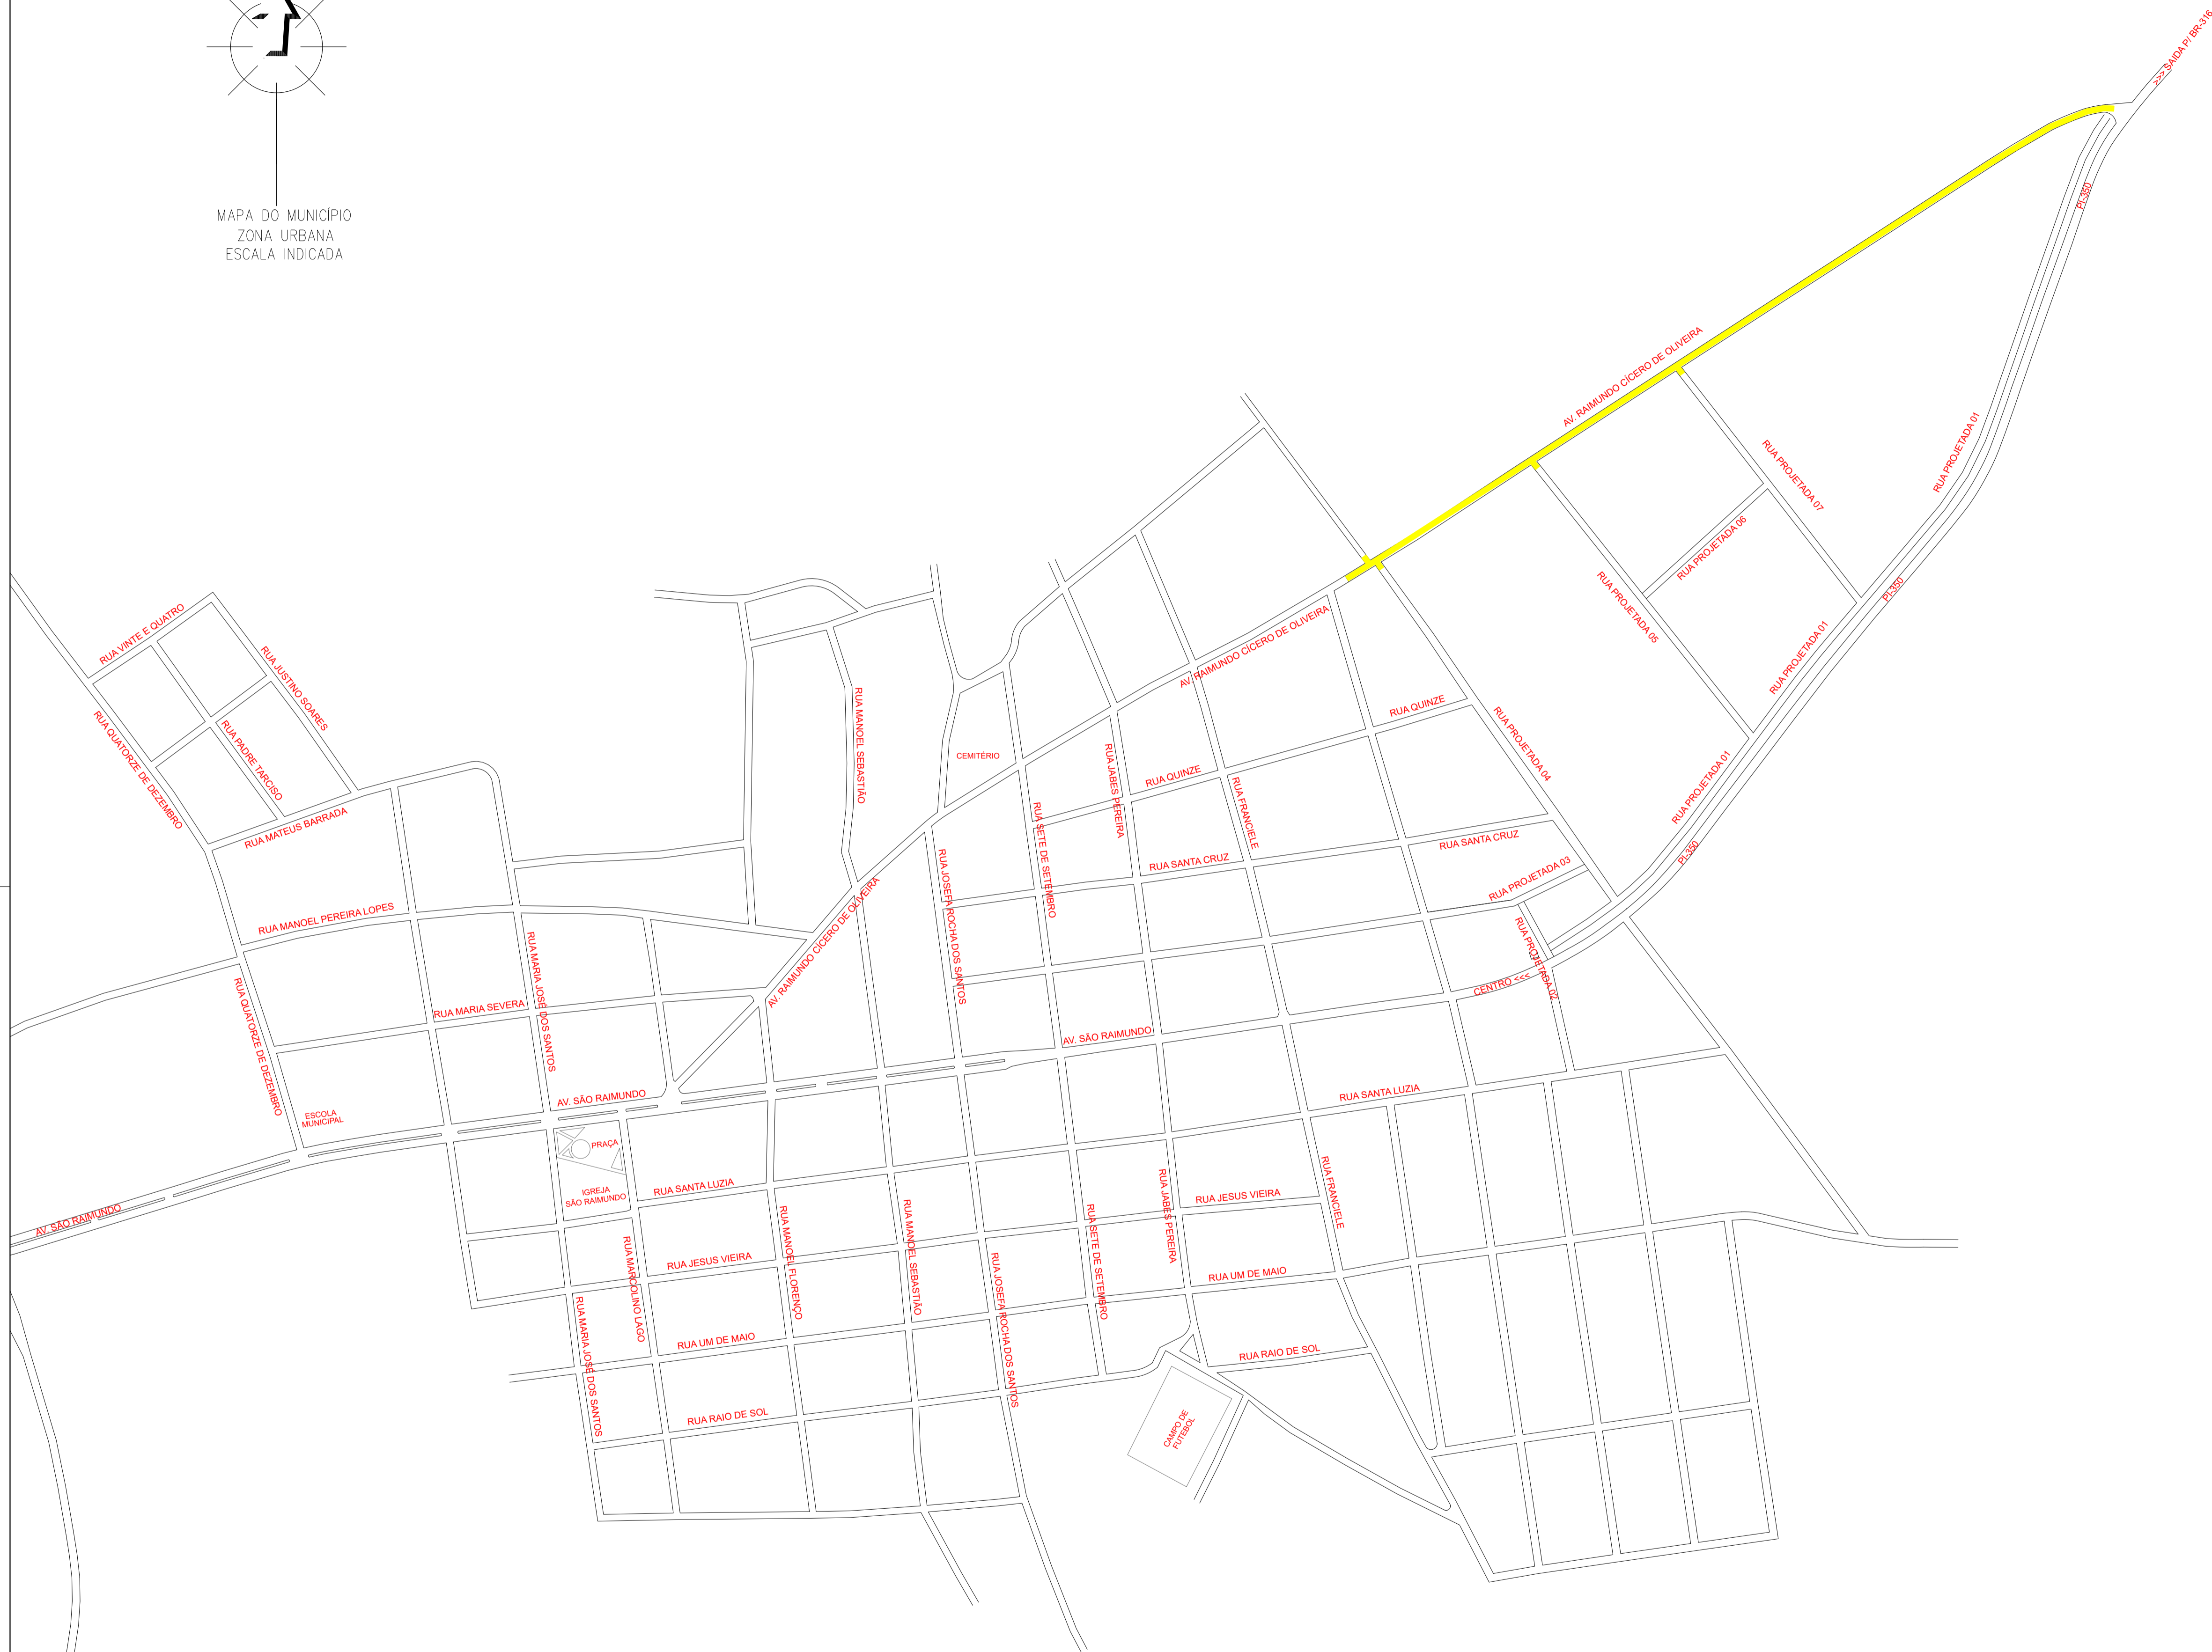 >>> SAIDA P/ BR-316
MAPA DO MUNICÍPIO
ZONA URBANA
ESCALA INDICADA
PI-350
AV. RAIMUNDO CÍCERO DE OLIVEIRA
RUA PROJETADA 01
RUA PROJETADA 07
RUA PROJETADA 06
RUA PROJETADA 05
PI-350
RUA VINTE E QUATRO
RUA JUSTINO SOARES
AV. RAIMUNDO CÍCERO DE OLIVEIRA
RUA PROJETADA 01
RUA QUATORZE DE DEZEMBRO
RUA PADRE TARCISO
RUA MANOEL SEBASTIÃO
CEMITÉRIO
RUA JABES PEREIRA
RUA QUINZE
RUA QUINZE
RUA PROJETADA 04
RUA PROJETADA 01
RUA MATEUS BARRADA
RUA SETE DE SETEMBRO
RUA FRANCIELE
RUA SANTA CRUZ
RUA SANTA CRUZ
PI-350
RUA JOSEFA ROCHA DOS SANTOS
RUA PROJETADA 03
RUA MANOEL PEREIRA LOPES
AV. RAIMUNDO CÍCERO DE OLIVEIRA
RUA PROJETADA 02
RUA MARIA JOSÉ DOS SANTOS
CENTRO <<<
RUA QUATORZE DE DEZEMBRO
RUA MARIA SEVERA
AV. SÃO RAIMUNDO
AV. SÃO RAIMUNDO
RUA SANTA LUZIA
ESCOLA
MUNICIPAL
PRAÇA
IGREJA
SÃO RAIMUNDO
RUA SANTA LUZIA
RUA JABES PEREIRA
RUA JESUS VIEIRA
RUA FRANCIELE
AV. SÃO RAIMUNDO
RUA MARCOLINO LAGO
RUA JESUS VIEIRA
RUA MANOEL FLORENÇO
RUA MANOEL SEBASTIÃO
RUA SETE DE SETEMBRO
RUA JOSEFA ROCHA DOS SANTOS
RUA UM DE MAIO
RUA MARIA JOSÉ DOS SANTOS
RUA UM DE MAIO
RUA RAIO DE SOL
RUA RAIO DE SOL
CAMPO DE
FUTEBOL